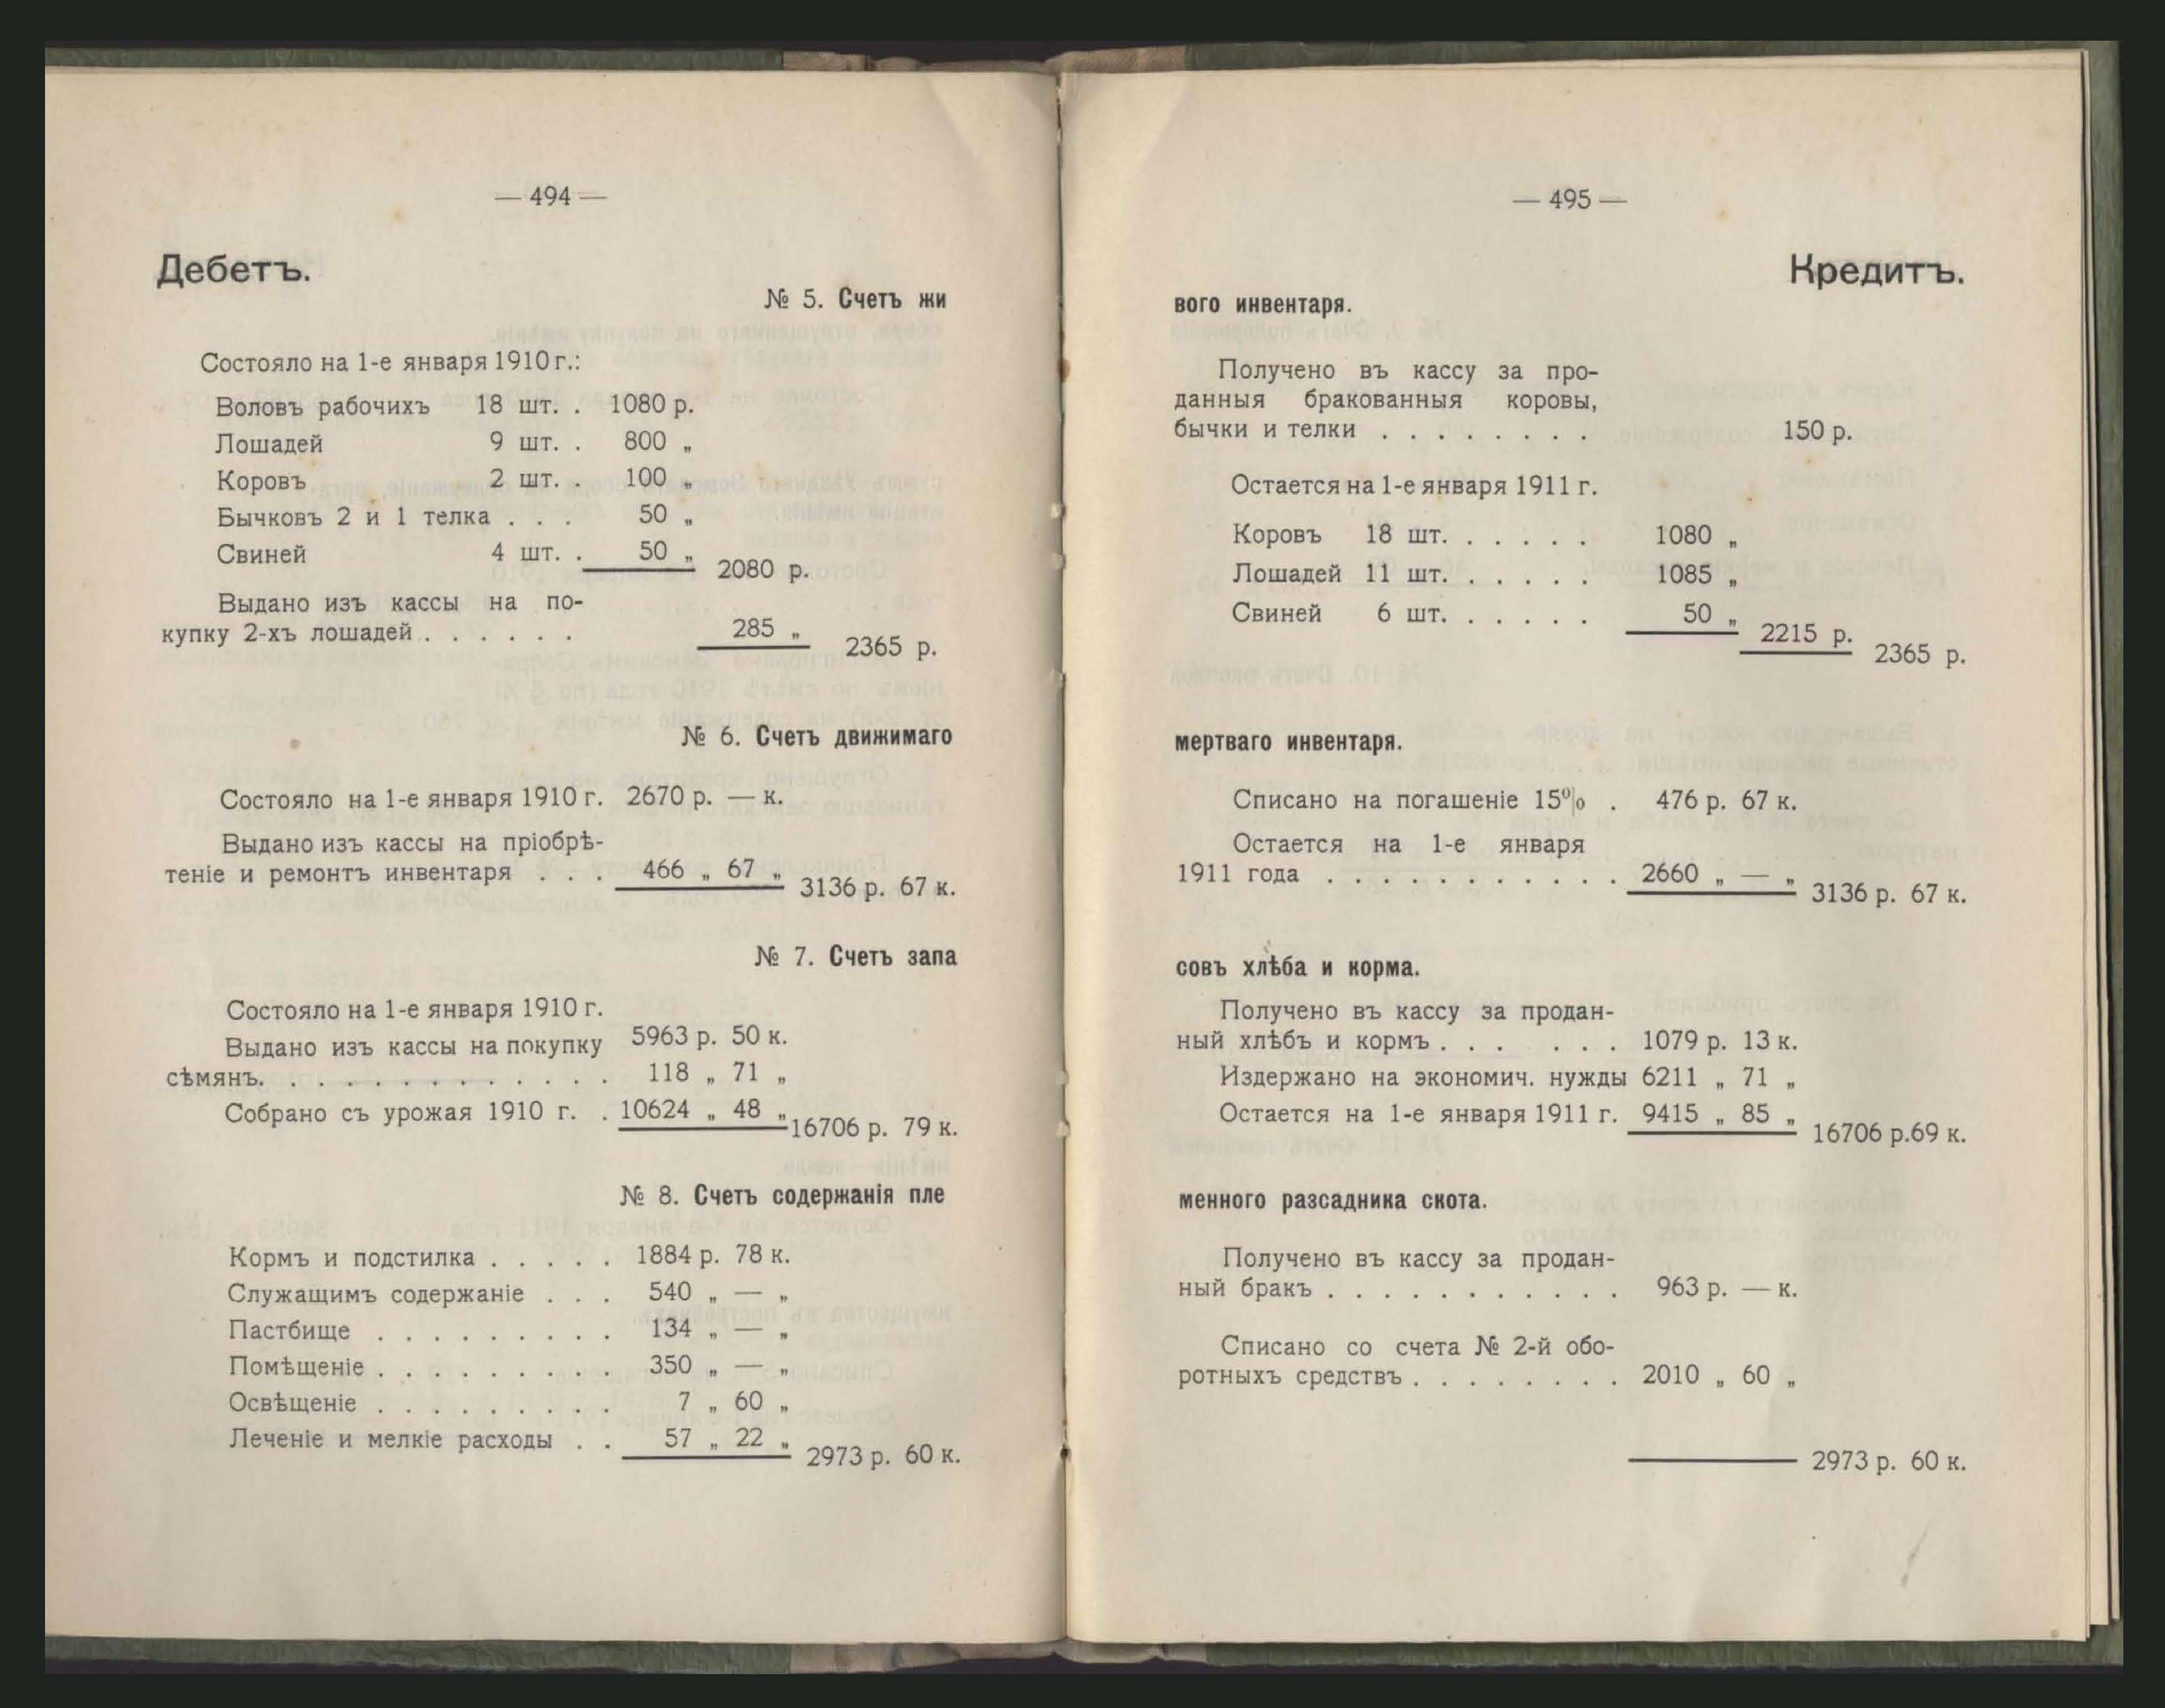 — 494 —
Дебетъ.
№ 5. Счетъ жи
Состояло на 1-е января 1910 г.:
Воловъ рабочихъ 18 шт. . 1080 р.
Лошадей 9 шт. . 800 „
Коровъ 2 шт. . 100 „
Бычковъ 2 и 1 телка . . . 50 „
Свиней 4 шт. . 50 „ 2080 р.
Выдано изъ кассы на по-
купку 2-хъ лошадей . . . . . . 285 „ 2365 р.
№ 6. Счетъ движимаго
Состояло на 1-е января 1910 г. 2670 р. — к.
Выдано изъ кассы на пріобрѣ-
теніе и ремонтъ инвентаря . . . 466 „ 67 „ 3136 р. 67 к.
№ 7. Счетъ запа
Состояло на 1-е января 1910 г.
5963 р. 50 к.
Выдано изъ кассы на покупку
сѣмянъ. . . . . . . . . . . . . 118 „ 71 „
Собрано съ урожая 1910 г. . 10624 „ 48 „ 16706 р. 79 к.
№ 8. Счетъ содержанія пле
Кормъ и подстилка . . . . . 1884 р. 78 к.
Служащимъ содержаніе . . . 540 „ — „
Пастбище . . . . . . . . . 134 „ — „
Помѣщеніе . . . . . . . . . 350 „ — „
Освѣщеніе . . . . . . . . . 7 „ 60 „
Леченіе и мелкіе расходы . . 57 „ 22 „ 2973 р. 60 к.
— 495 —
Кредитъ.
вого инвентаря.
Получено въ кассу за про-
данныя бракованныя коровы,
бычки и телки . . . . . . . . 150 р.
Остается на 1-е января 1911 г.
Коровъ 18 шт. . . . . . 1080 „
Лошадей 11 шт. . . . . . 1085 „
Свиней 6 шт. . . . . . 50 „ 2215 р. 2365 р.
мертваго инвентаря.
Списано на погашеніе 15% . 476 р. 67 к.
Остается на 1-е января
1911 года . . . . . . . . . . . 2660 „ — „ 3136 р. 67 к.
совъ хлѣба и корма.
Получено въ кассу за продан-
ный хлѣбъ и кормъ . . . . . . 1079 р. 13 к.
Издержано на экономич. нужды 6211 „ 71 „
Остается на 1-е января 1911 г. 9415 „ 85 „ 16706 р.69 к.
менного разсадника скота.
Получено въ кассу за продан-
ный бракъ . . . . . . . . . . . 963 р. — к.
Списано со счета № 2-й обо-
ротныхъ средствъ . . . . . . . . 2010 „ 60 „
2973 р. 60 к.